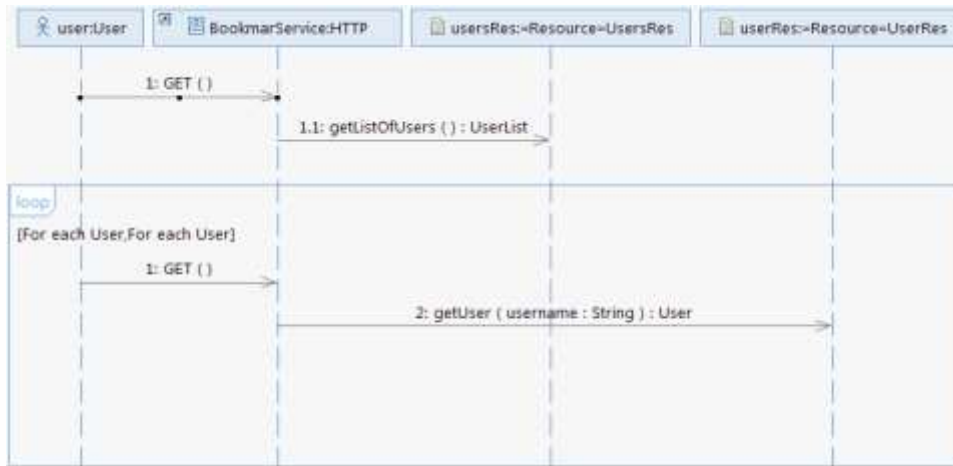 user:User
BookmarService:HTTP
usersRes:«Resource»UsersRes
userRes:«Resource»UserRes
1: GET ( )
1.1: getListOfUsers ( ) : UserList
loop
[For each User,For each User]
1: GET ( )
2: getUser ( username : String ) : User